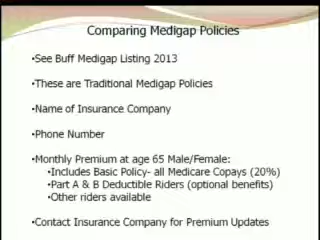 Comparing Medigap Policies
•See Buff Medigap Listing 2013
•These are Traditional Medigap Policies
•Name of Insurance Company
•Phone Number
•Monthly Premium at age 65 Male/Female:
•Includes Basic Policy- all Medicare Copays (20%)
•Part A & B Deductible Riders (optional benefits)
•Other riders available
•Contact Insurance Company for Premium Updates